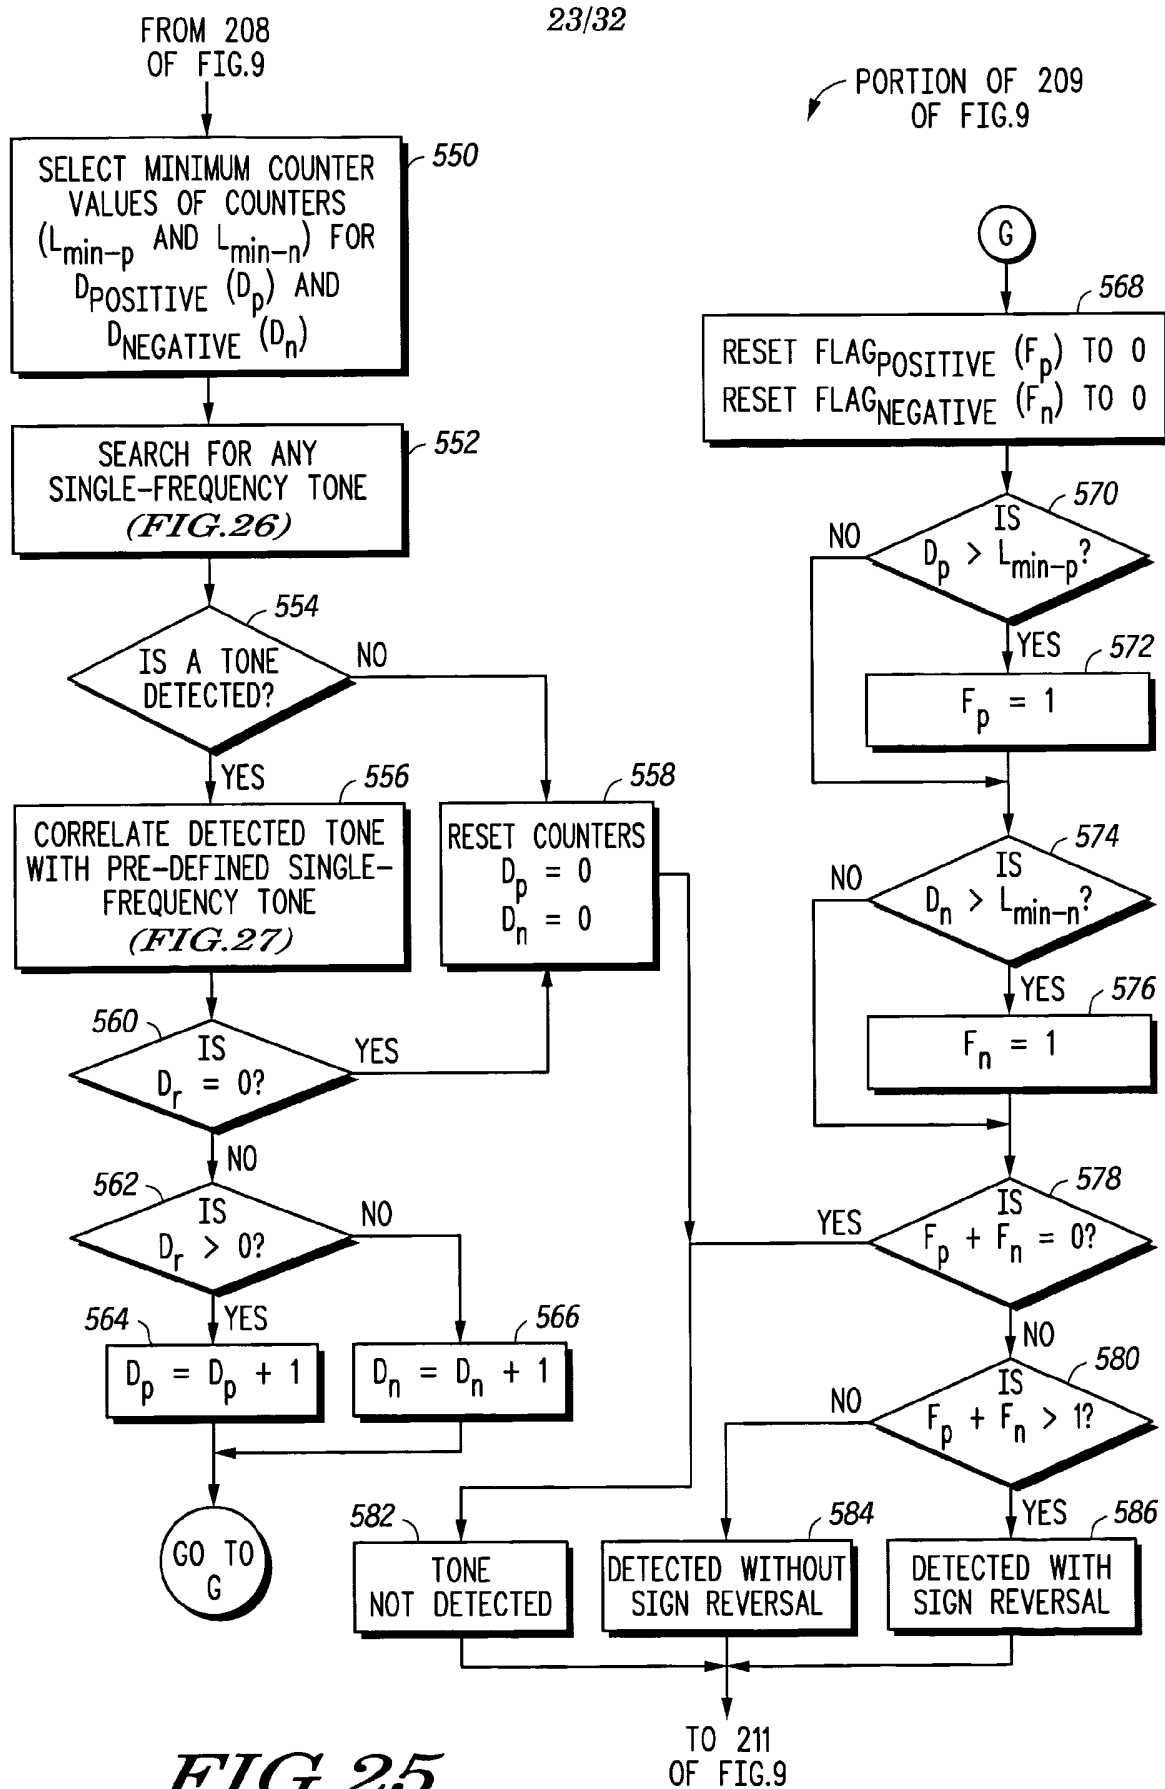 23/32
FROM 208
OF FIG.9
PORTION OF 209
OF FIG.9
550
SELECT MINIMUM COUNTER
VALUES OF COUNTERS
(Lmin-p AND Lmin-n) FOR
DPOSITIVE (Dp) AND
DNEGATIVE (Dn)
552
SEARCH FOR ANY
SINGLE-FREQUENCY TONE
(FIG.26)
554
IS A TONE
DETECTED?
NO
YES
556
CORRELATE DETECTED TONE
WITH PRE-DEFINED SINGLE-
FREQUENCY TONE
(FIG.27)
558
RESET COUNTERS
Dp = 0
Dn = 0
560
IS
Dr = 0?
YES
NO
562
IS
Dr > 0?
NO
YES
564
Dp = Dp + 1
566
Dn = Dn + 1
GO TO
G
G
568
RESET FLAGPOSITIVE (Fp) TO 0
RESET FLAGNEGATIVE (Fn) TO 0
570
IS
Dp > Lmin-p?
NO
YES
572
Fp = 1
574
IS
Dn > Lmin-n?
NO
YES
576
Fn = 1
578
IS
Fp + Fn = 0?
YES
NO
580
IS
Fp + Fn > 1?
NO
YES
582
TONE
NOT DETECTED
584
DETECTED WITHOUT
SIGN REVERSAL
586
DETECTED WITH
SIGN REVERSAL
TO 211
OF FIG.9
FIG.25